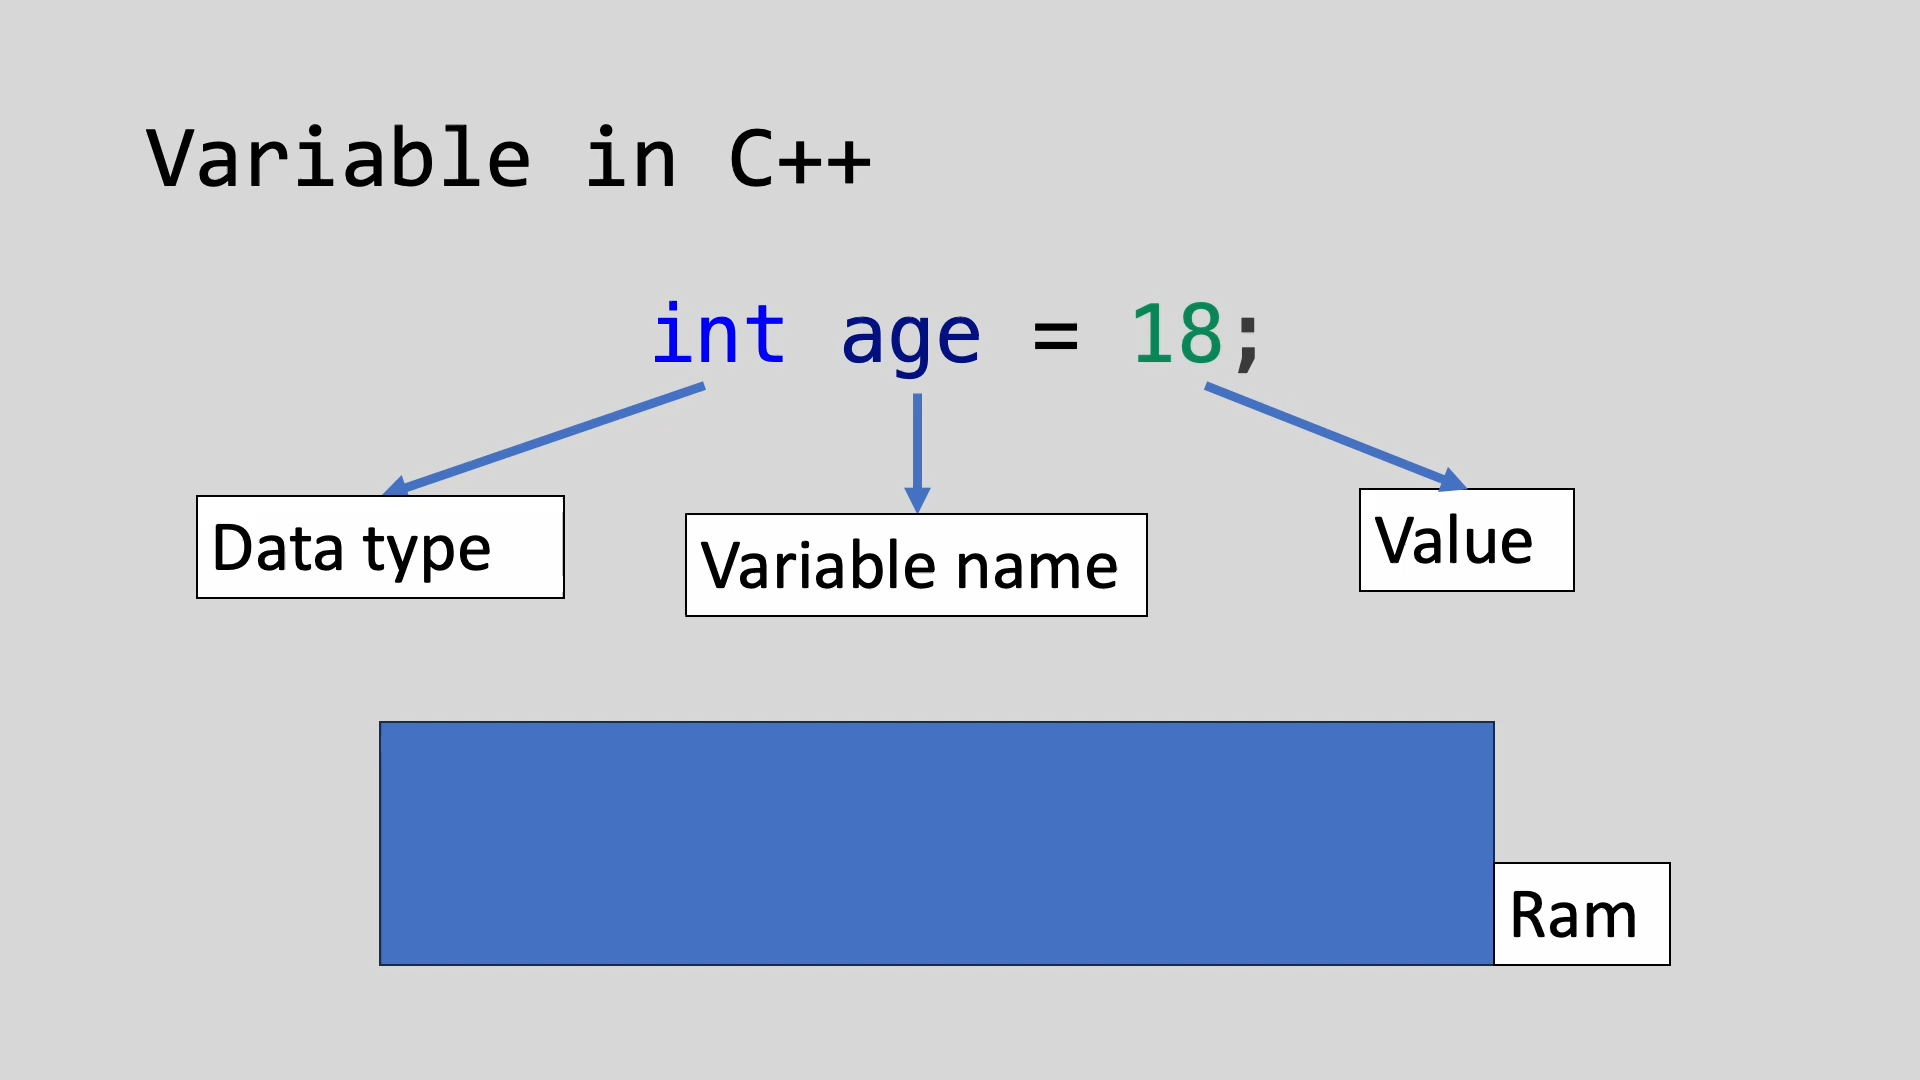 Variable in C++
int age = 18;
Data type
Variable name
Value
Ram